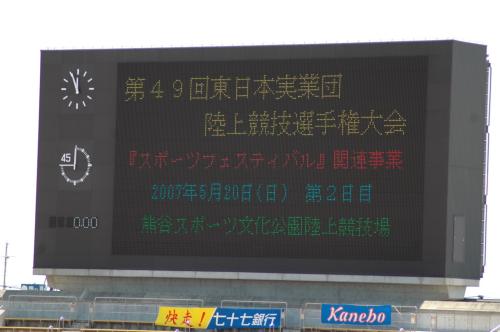 第49回東日本実業団
陸上競技選手権大会
『スポーツフェスティバル』関連事業
2007年5月20日(日) 第2日目
熊谷スポーツ文化公園陸上競技場
45
0:00
快走!七十七銀行
Kanebo